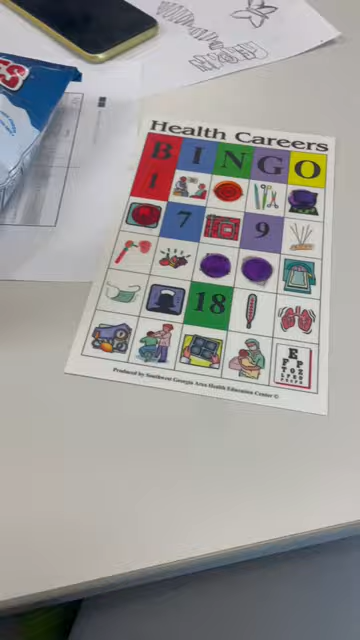 Health Careers
B I N G O
1
7 9
18
E
F P
T O Z
Produced by Southwest Georgia Area Health Education Center ©